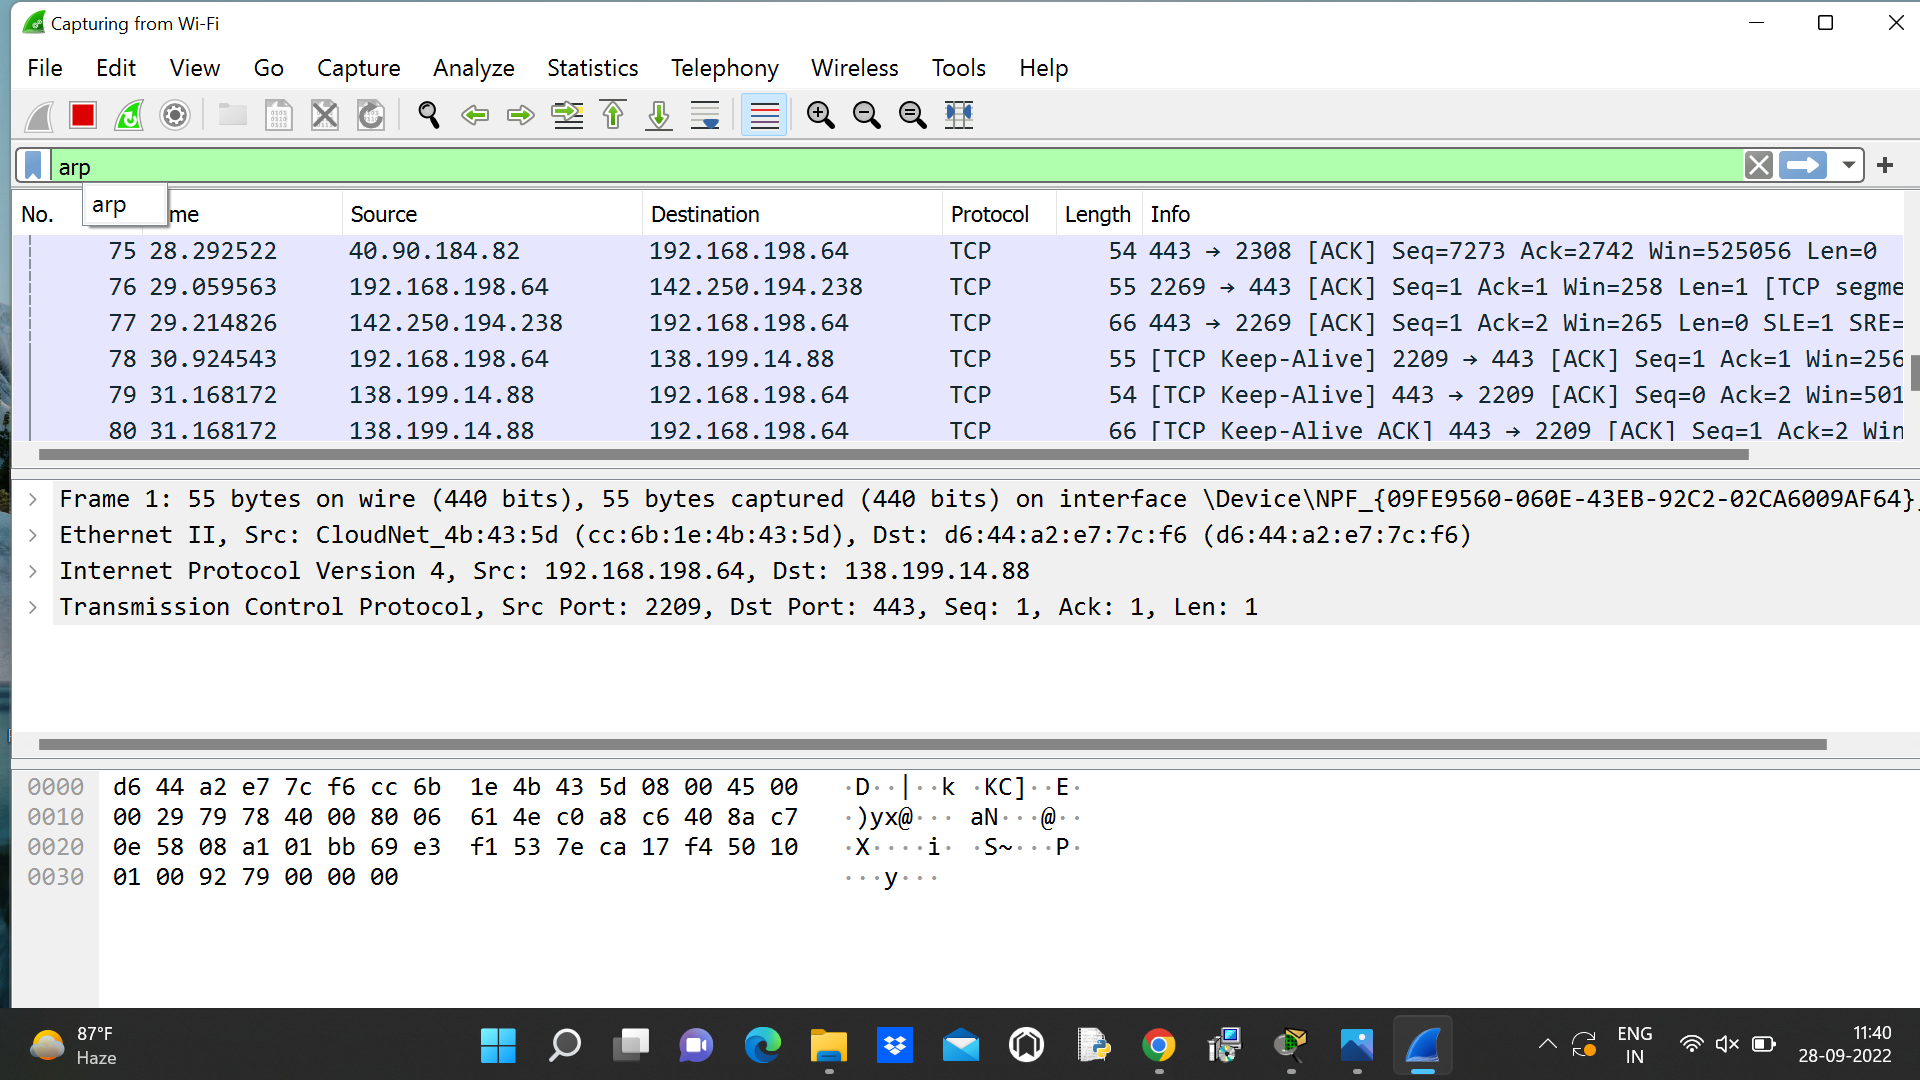 Capturing from Wi-Fi
File Edit View Go Capture Analyze Statistics Telephony Wireless Tools Help
arp
arp
No. me Source Destination Protocol Length Info
75 28.292522 40.90.184.82 192.168.198.64 TCP 54 443 → 2308 [ACK] Seq=7273 Ack=2742 Win=525056 Len=0
76 29.059563 192.168.198.64 142.250.194.238 TCP 55 2269 → 443 [ACK] Seq=1 Ack=1 Win=258 Len=1 [TCP segme
77 29.214826 142.250.194.238 192.168.198.64 TCP 66 443 → 2269 [ACK] Seq=1 Ack=2 Win=265 Len=0 SLE=1 SRE=
78 30.924543 192.168.198.64 138.199.14.88 TCP 55 [TCP Keep-Alive] 2209 → 443 [ACK] Seq=1 Ack=1 Win=256
79 31.168172 138.199.14.88 192.168.198.64 TCP 54 [TCP Keep-Alive] 443 → 2209 [ACK] Seq=0 Ack=2 Win=501
80 31.168172 138.199.14.88 192.168.198.64 TCP 66 [TCP Keep-Alive ACK] 443 → 2209 [ACK] Seq=1 Ack=2 Win
Frame 1: 55 bytes on wire (440 bits), 55 bytes captured (440 bits) on interface \Device\NPF_{09FE9560-060E-43EB-92C2-02CA6009AF64},
Ethernet II, Src: CloudNet_4b:43:5d (cc:6b:1e:4b:43:5d), Dst: d6:44:a2:e7:7c:f6 (d6:44:a2:e7:7c:f6)
Internet Protocol Version 4, Src: 192.168.198.64, Dst: 138.199.14.88
Transmission Control Protocol, Src Port: 2209, Dst Port: 443, Seq: 1, Ack: 1, Len: 1
0000 d6 44 a2 e7 7c f6 cc 6b 1e 4b 43 5d 08 00 45 00 ·D··|··k ·KC]··E·
0010 00 29 79 78 40 00 80 06 61 4e c0 a8 c6 40 8a c7 ·)yx@··· aN···@··
0020 0e 58 08 a1 01 bb 69 e3 f1 53 7e ca 17 f4 50 10 ·X····i· ·S~···P·
0030 01 00 92 79 00 00 00 ···y···
87°F
Haze
ENG
IN
11:40
28-09-2022